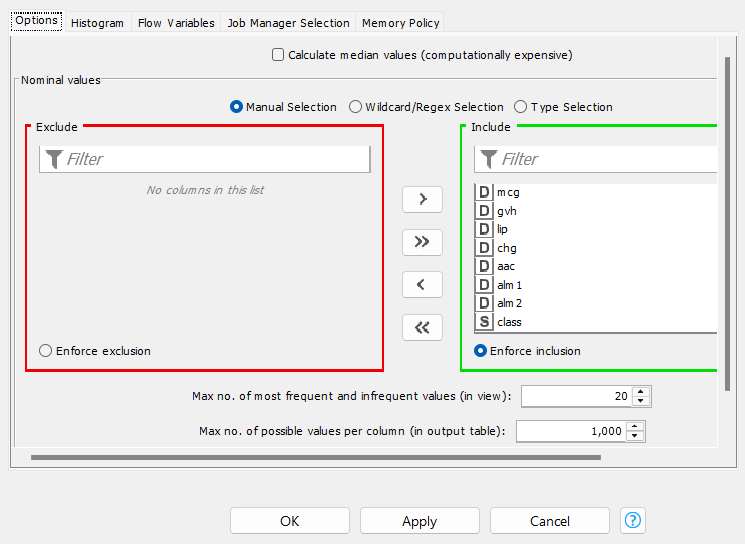 Options Histogram Flow Variables Job Manager Selection Memory Policy
Calculate median values (computationally expensive)
Nominal values
Manual Selection Wildcard/Regex Selection Type Selection
Exclude
Filter
No columns in this list
Enforce exclusion
>
>>
<
<<
Include
Filter
D mcg
D gvh
D lip
D chg
D aac
D alm1
D alm2
S class
Enforce inclusion
Max no. of most frequent and infrequent values (in view): 20
Max no. of possible values per column (in output table): 1,000
OK Apply Cancel ?